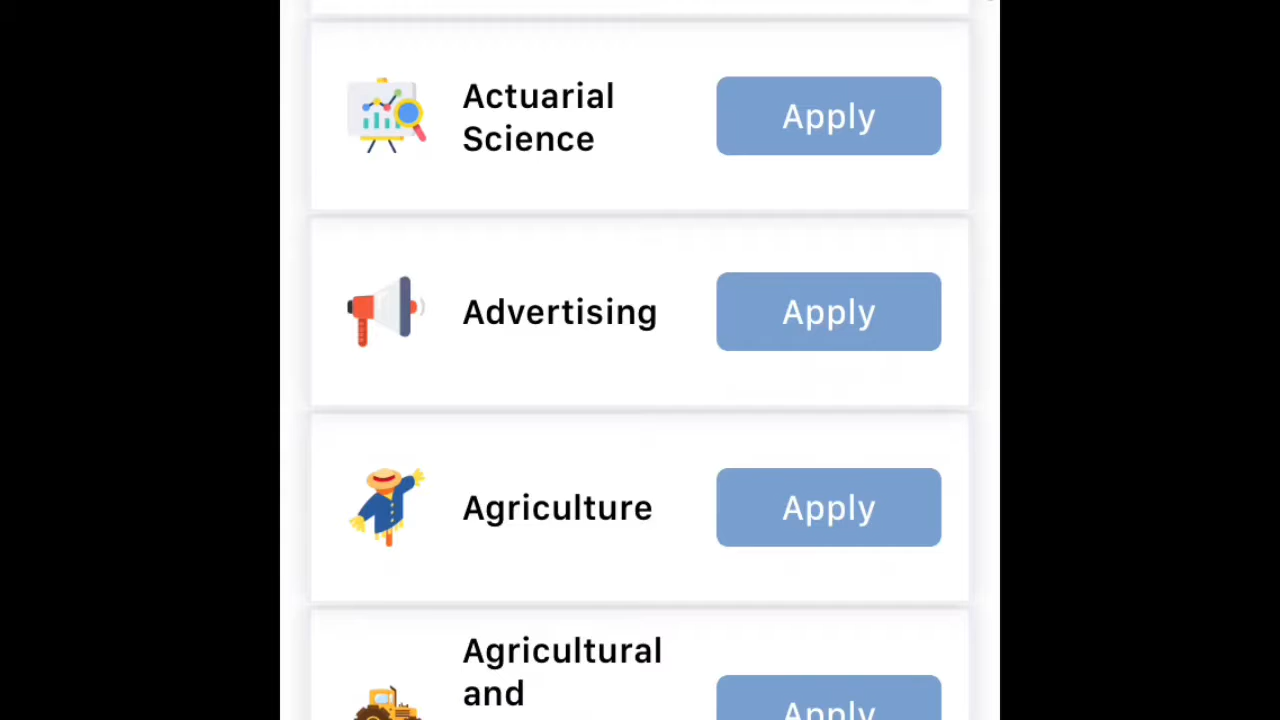 Actuarial
Science
Apply
Advertising
Apply
Agriculture
Apply
Agricultural
and
Apply